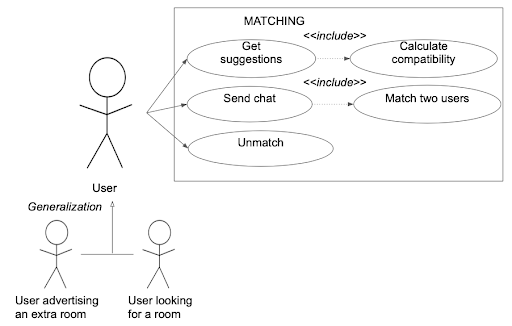 MATCHING
<<include>>
Get
suggestions
Calculate
compatibility
<<include>>
Send chat
Match two users
Unmatch
User
Generalization
User advertising
an extra room
User looking
for a room